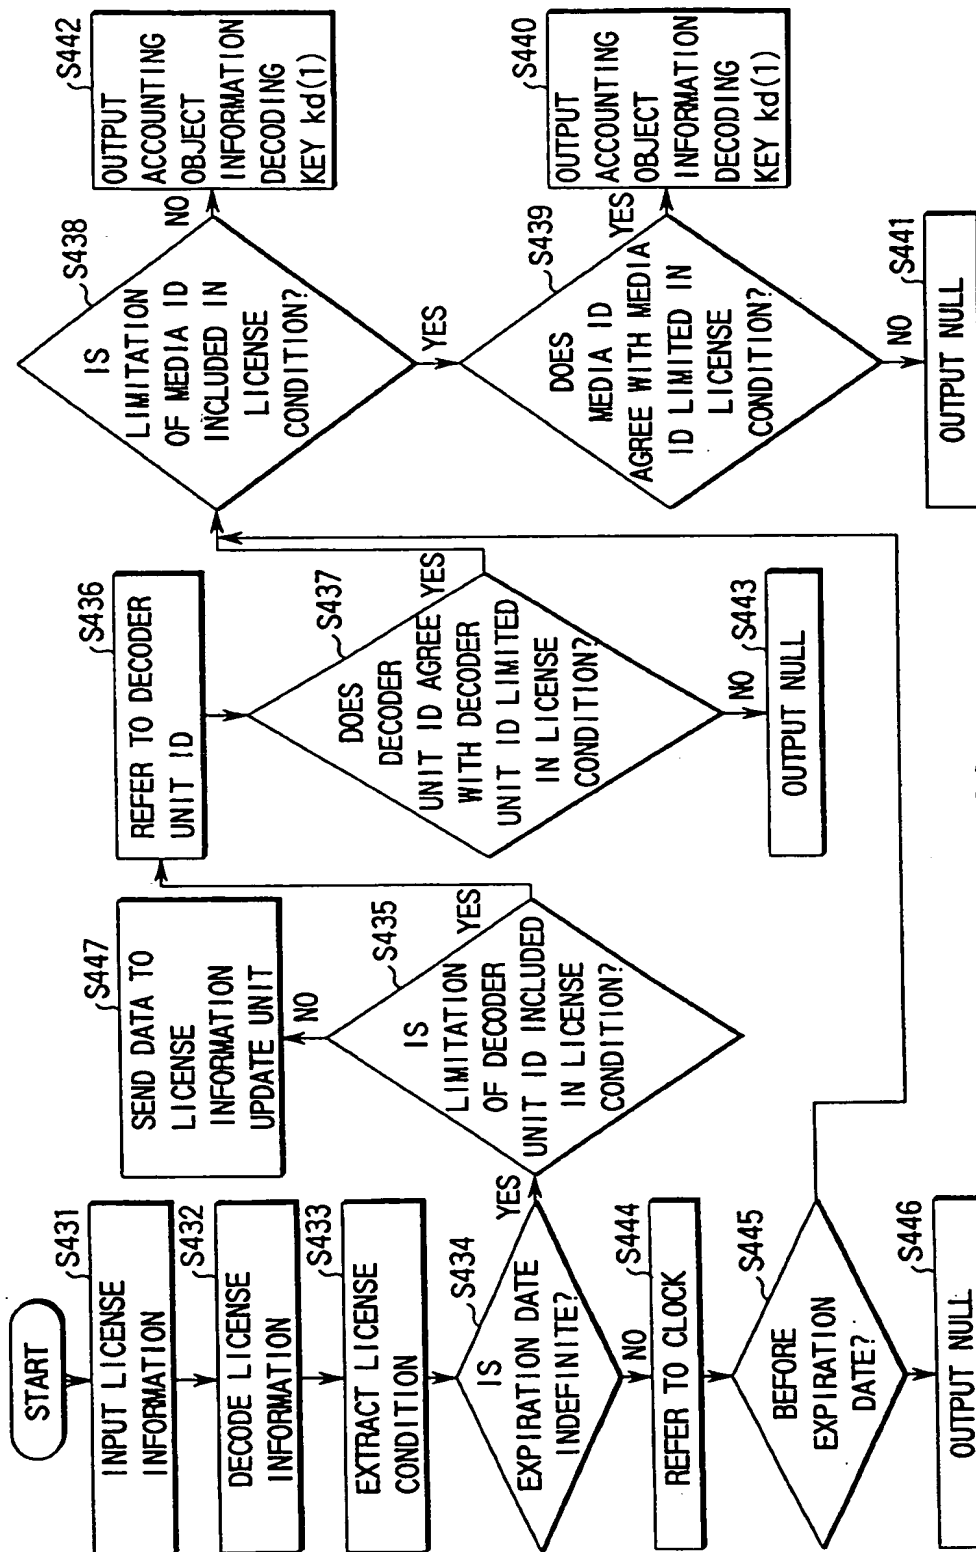 START
S431
INPUT LICENSE
INFORMATION
S432
DECODE LICENSE
INFORMATION
S433
EXTRACT LICENSE
CONDITION
S434
IS
EXPIRATION DATE
INDEFINITE?
YES
NO
S444
REFER TO CLOCK
S445
BEFORE
EXPIRATION
DATE?
S446
OUTPUT NULL
S447
SEND DATA TO
LICENSE
INFORMATION
UPDATE UNIT
NO
S435
YES
IS
LIMITATION
OF DECODER
UNIT ID INCLUDED
IN LICENSE
CONDITION?
S436
REFER TO DECODER
UNIT ID
S437
DOES
DECODER
UNIT ID AGREE
WITH DECODER
UNIT ID LIMITED
IN LICENSE
CONDITION?
YES
NO
S443
OUTPUT NULL
S438
IS
LIMITATION
OF MEDIA ID
INCLUDED IN
LICENSE
CONDITION?
NO
S442
OUTPUT
ACCOUNTING
OBJECT
INFORMATION
DECODING
KEY kd(1)
YES
S439
DOES
MEDIA ID
AGREE WITH MEDIA
ID LIMITED IN
LICENSE
CONDITION?
YES
S440
OUTPUT
ACCOUNTING
OBJECT
INFORMATION
DECODING
KEY kd(1)
NO
S441
OUTPUT NULL